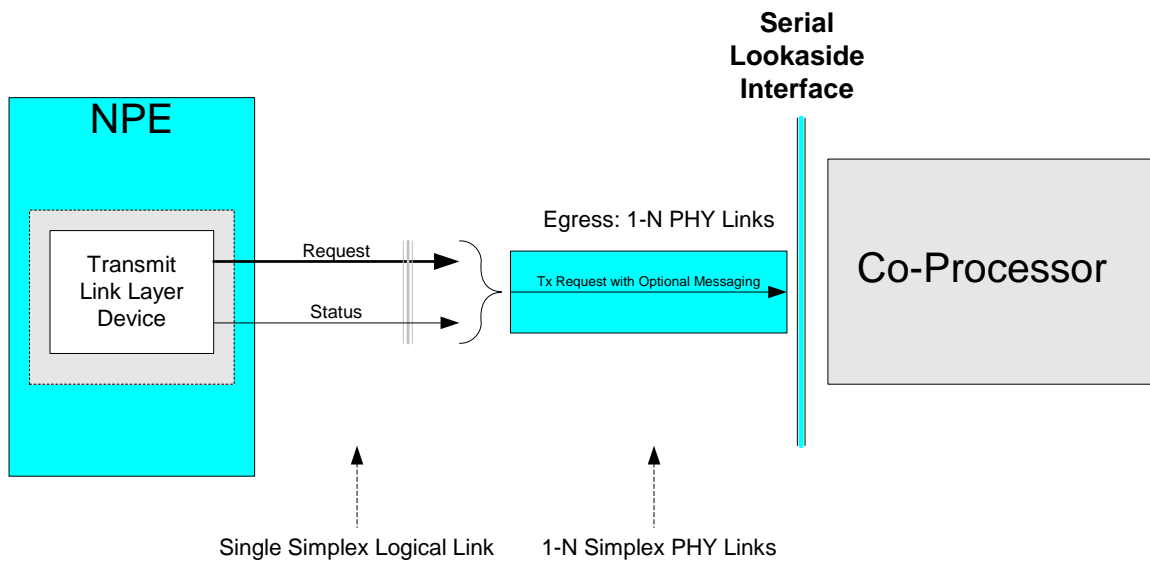 Serial
Lookaside
Interface
NPE
Egress: 1-N PHY Links
Request
Transmit
Link Layer
Device
Tx Request with Optional Messaging
Co-Processor
Status
Single Simplex Logical Link
1-N Simplex PHY Links